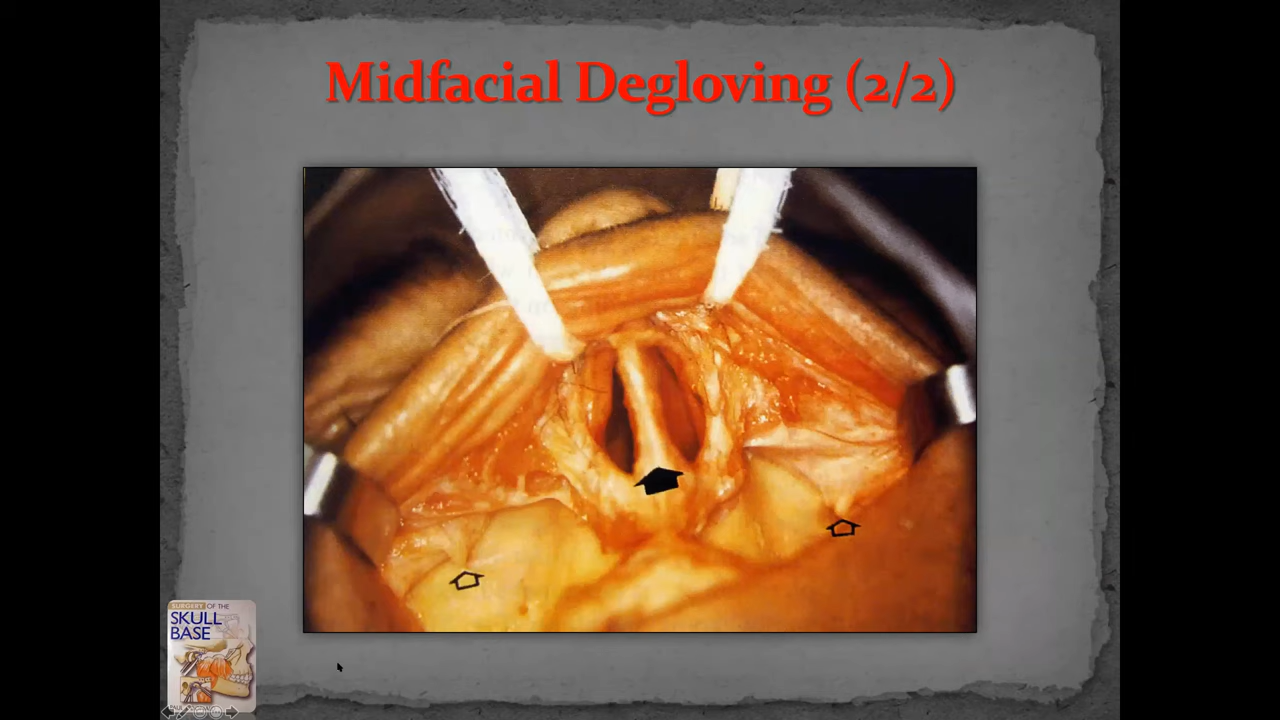 Midfacial Degloving (2/2)
SURGERY OF THE
SKULL
BASE